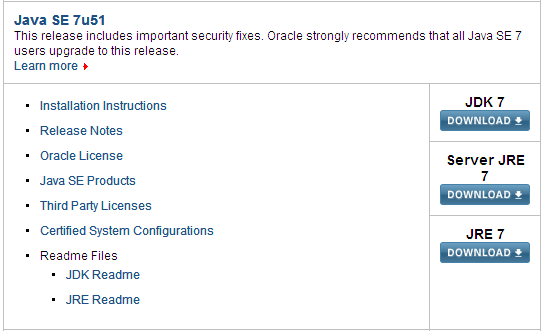 Java SE 7u51
This release includes important security fixes. Oracle strongly recommends that all Java SE 7
users upgrade to this release.
Learn more
Installation Instructions
Release Notes
Oracle License
Java SE Products
Third Party Licenses
Certified System Configurations
Readme Files
JDK Readme
JRE Readme
JDK 7
DOWNLOAD
Server JRE
7
DOWNLOAD
JRE 7
DOWNLOAD